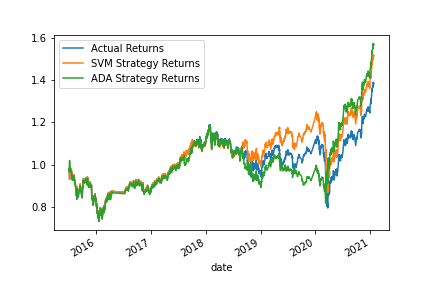 1.6
1.4
1.2
1.0
0.8
Actual Returns
SVM Strategy Returns
ADA Strategy Returns
2016
2017
2018
2019
2020
2021
date